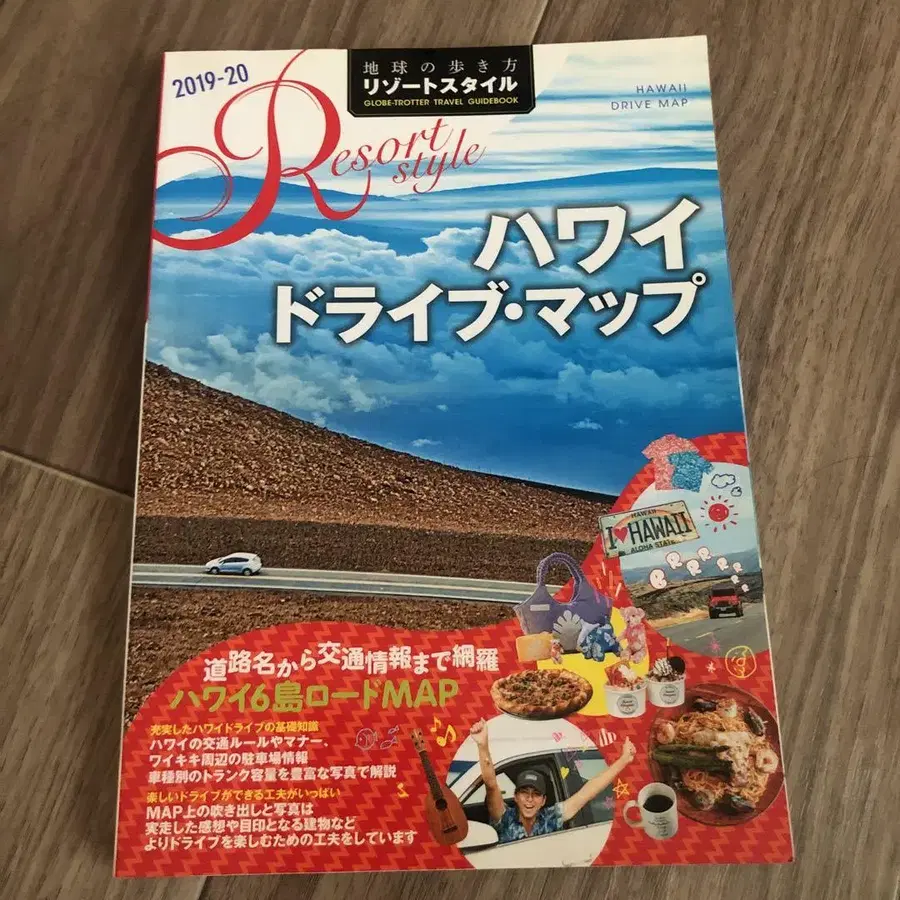 2019-20
地球の歩き方
リゾートスタイル
GLOBE-TROTTER TRAVEL GUIDEBOOK
HAWAII
DRIVE MAP
Resort
style
ハワイ
ドライブ・マップ
HAWAII
I♥HAWAII
ALOHA STATE
道路名から交通情報まで網羅
ハワイ6島ロードMAP
充実したハワイドライブの基礎知識
ハワイの交通ルールやマナー、
ワイキキ周辺の駐車場情報
車種別のトランク容量を豊富な写真で解説
楽しいドライブができる工夫がいっぱい
MAP上の吹き出しと写真は
実走した感想や目印となる建物など
よりドライブを楽しむための工夫をしています